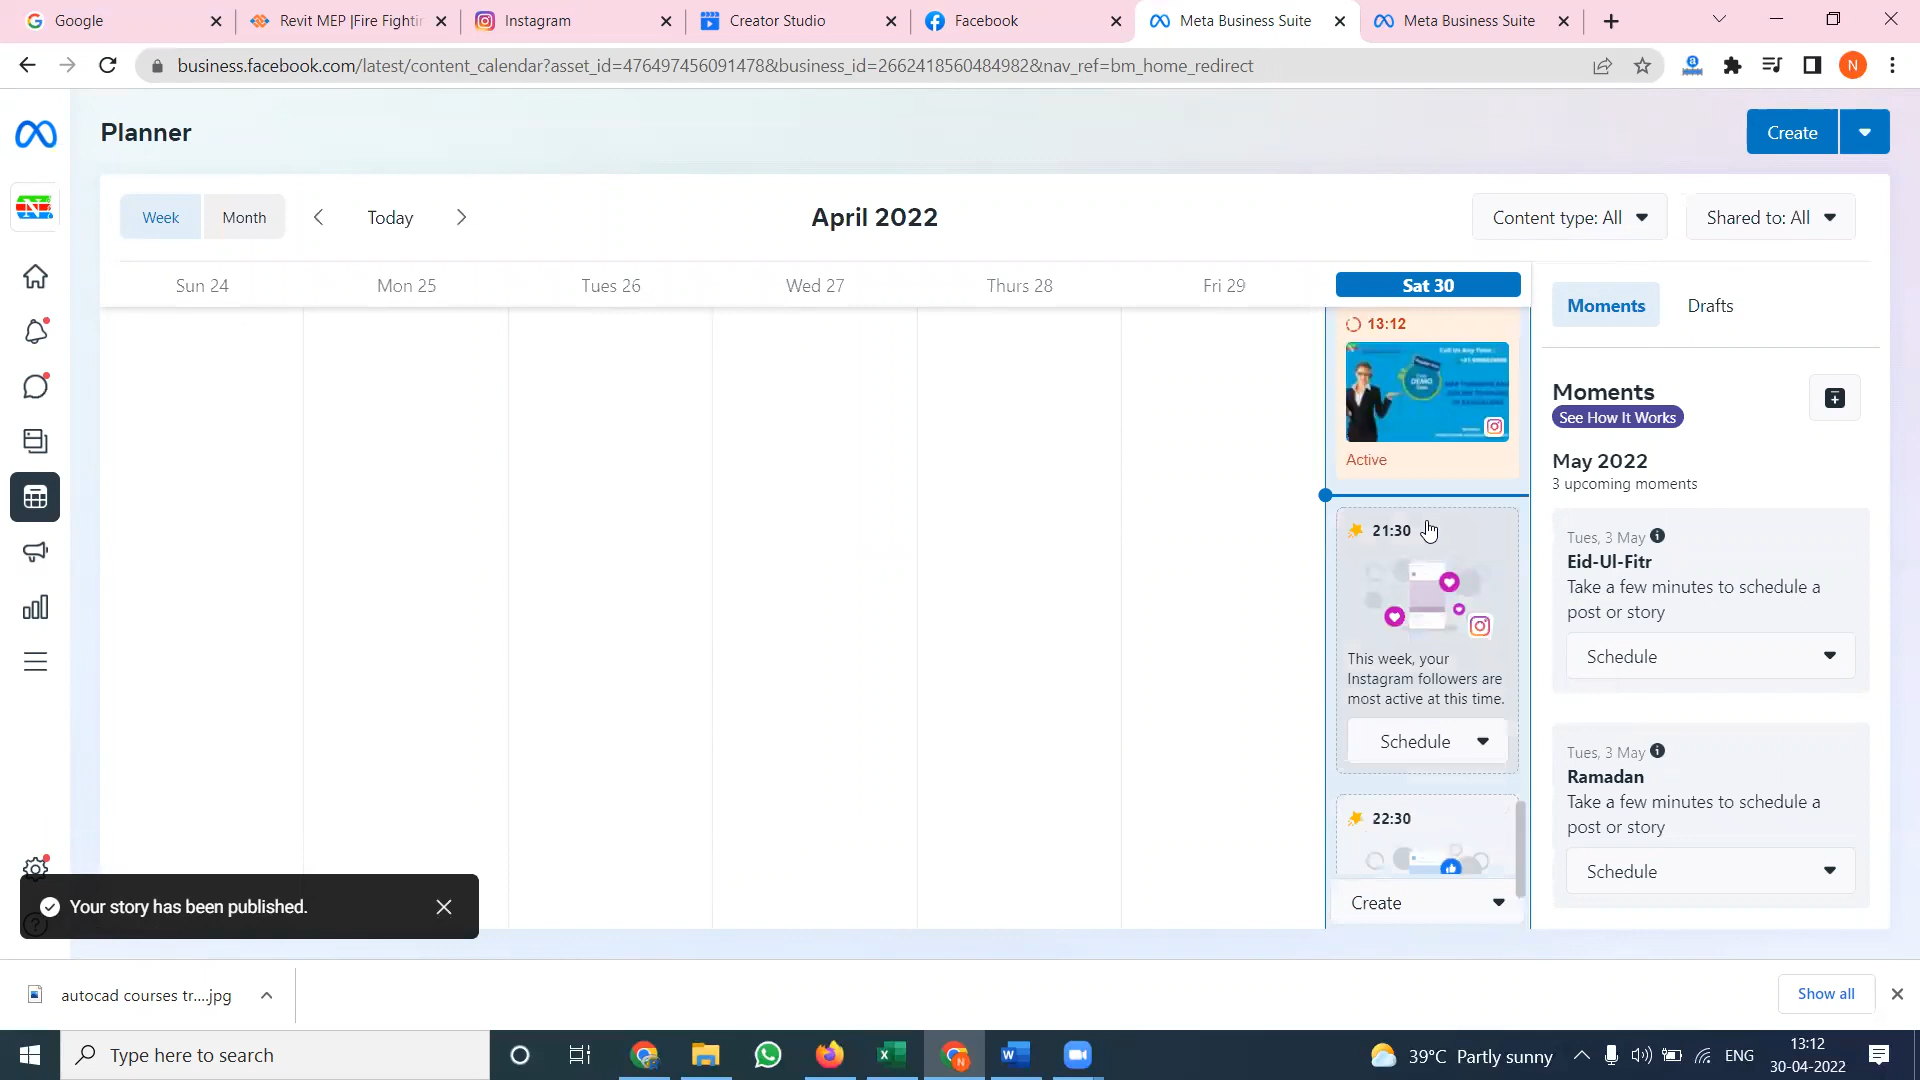 Google
Revit MEP |Fire Fightin
Instagram
Creator Studio
Facebook
Meta Business Suite
Meta Business Suite
business.facebook.com/latest/content_calendar?asset_id=476497456091478&business_id=2662418560484982&nav_ref=bm_home_redirect
N
Planner
Create
Week
Month
Today
April 2022
Content type: All
Shared to: All
Sun 24
Mon 25
Tues 26
Wed 27
Thurs 28
Fri 29
Sat 30
13:12
Call Us Any Time :
DEMO
Active
21:30
This week, your
Instagram followers are
most active at this time.
Schedule
22:30
Create
Moments
Drafts
Moments
See How It Works
May 2022
3 upcoming moments
Tues, 3 May
Eid-Ul-Fitr
Take a few minutes to schedule a
post or story
Schedule
Tues, 3 May
Ramadan
Take a few minutes to schedule a
post or story
Schedule
Your story has been published.
autocad courses tr....jpg
Show all
Type here to search
39°C Partly sunny
ENG
13:12
30-04-2022